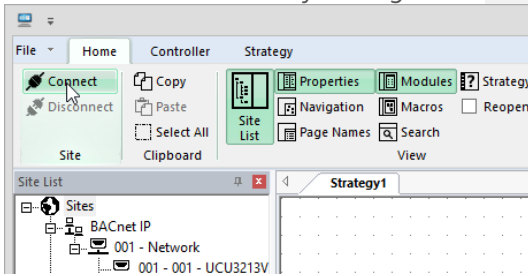 File Home Controller Strategy
Connect Copy Properties Modules Strategy
Disconnect Paste Site List Navigation Macros Reopen
Select All Page Names Search
Site Clipboard View
Site List Strategy1
Sites
BACnet IP
001 - Network
001 - 001 - UCU3213V